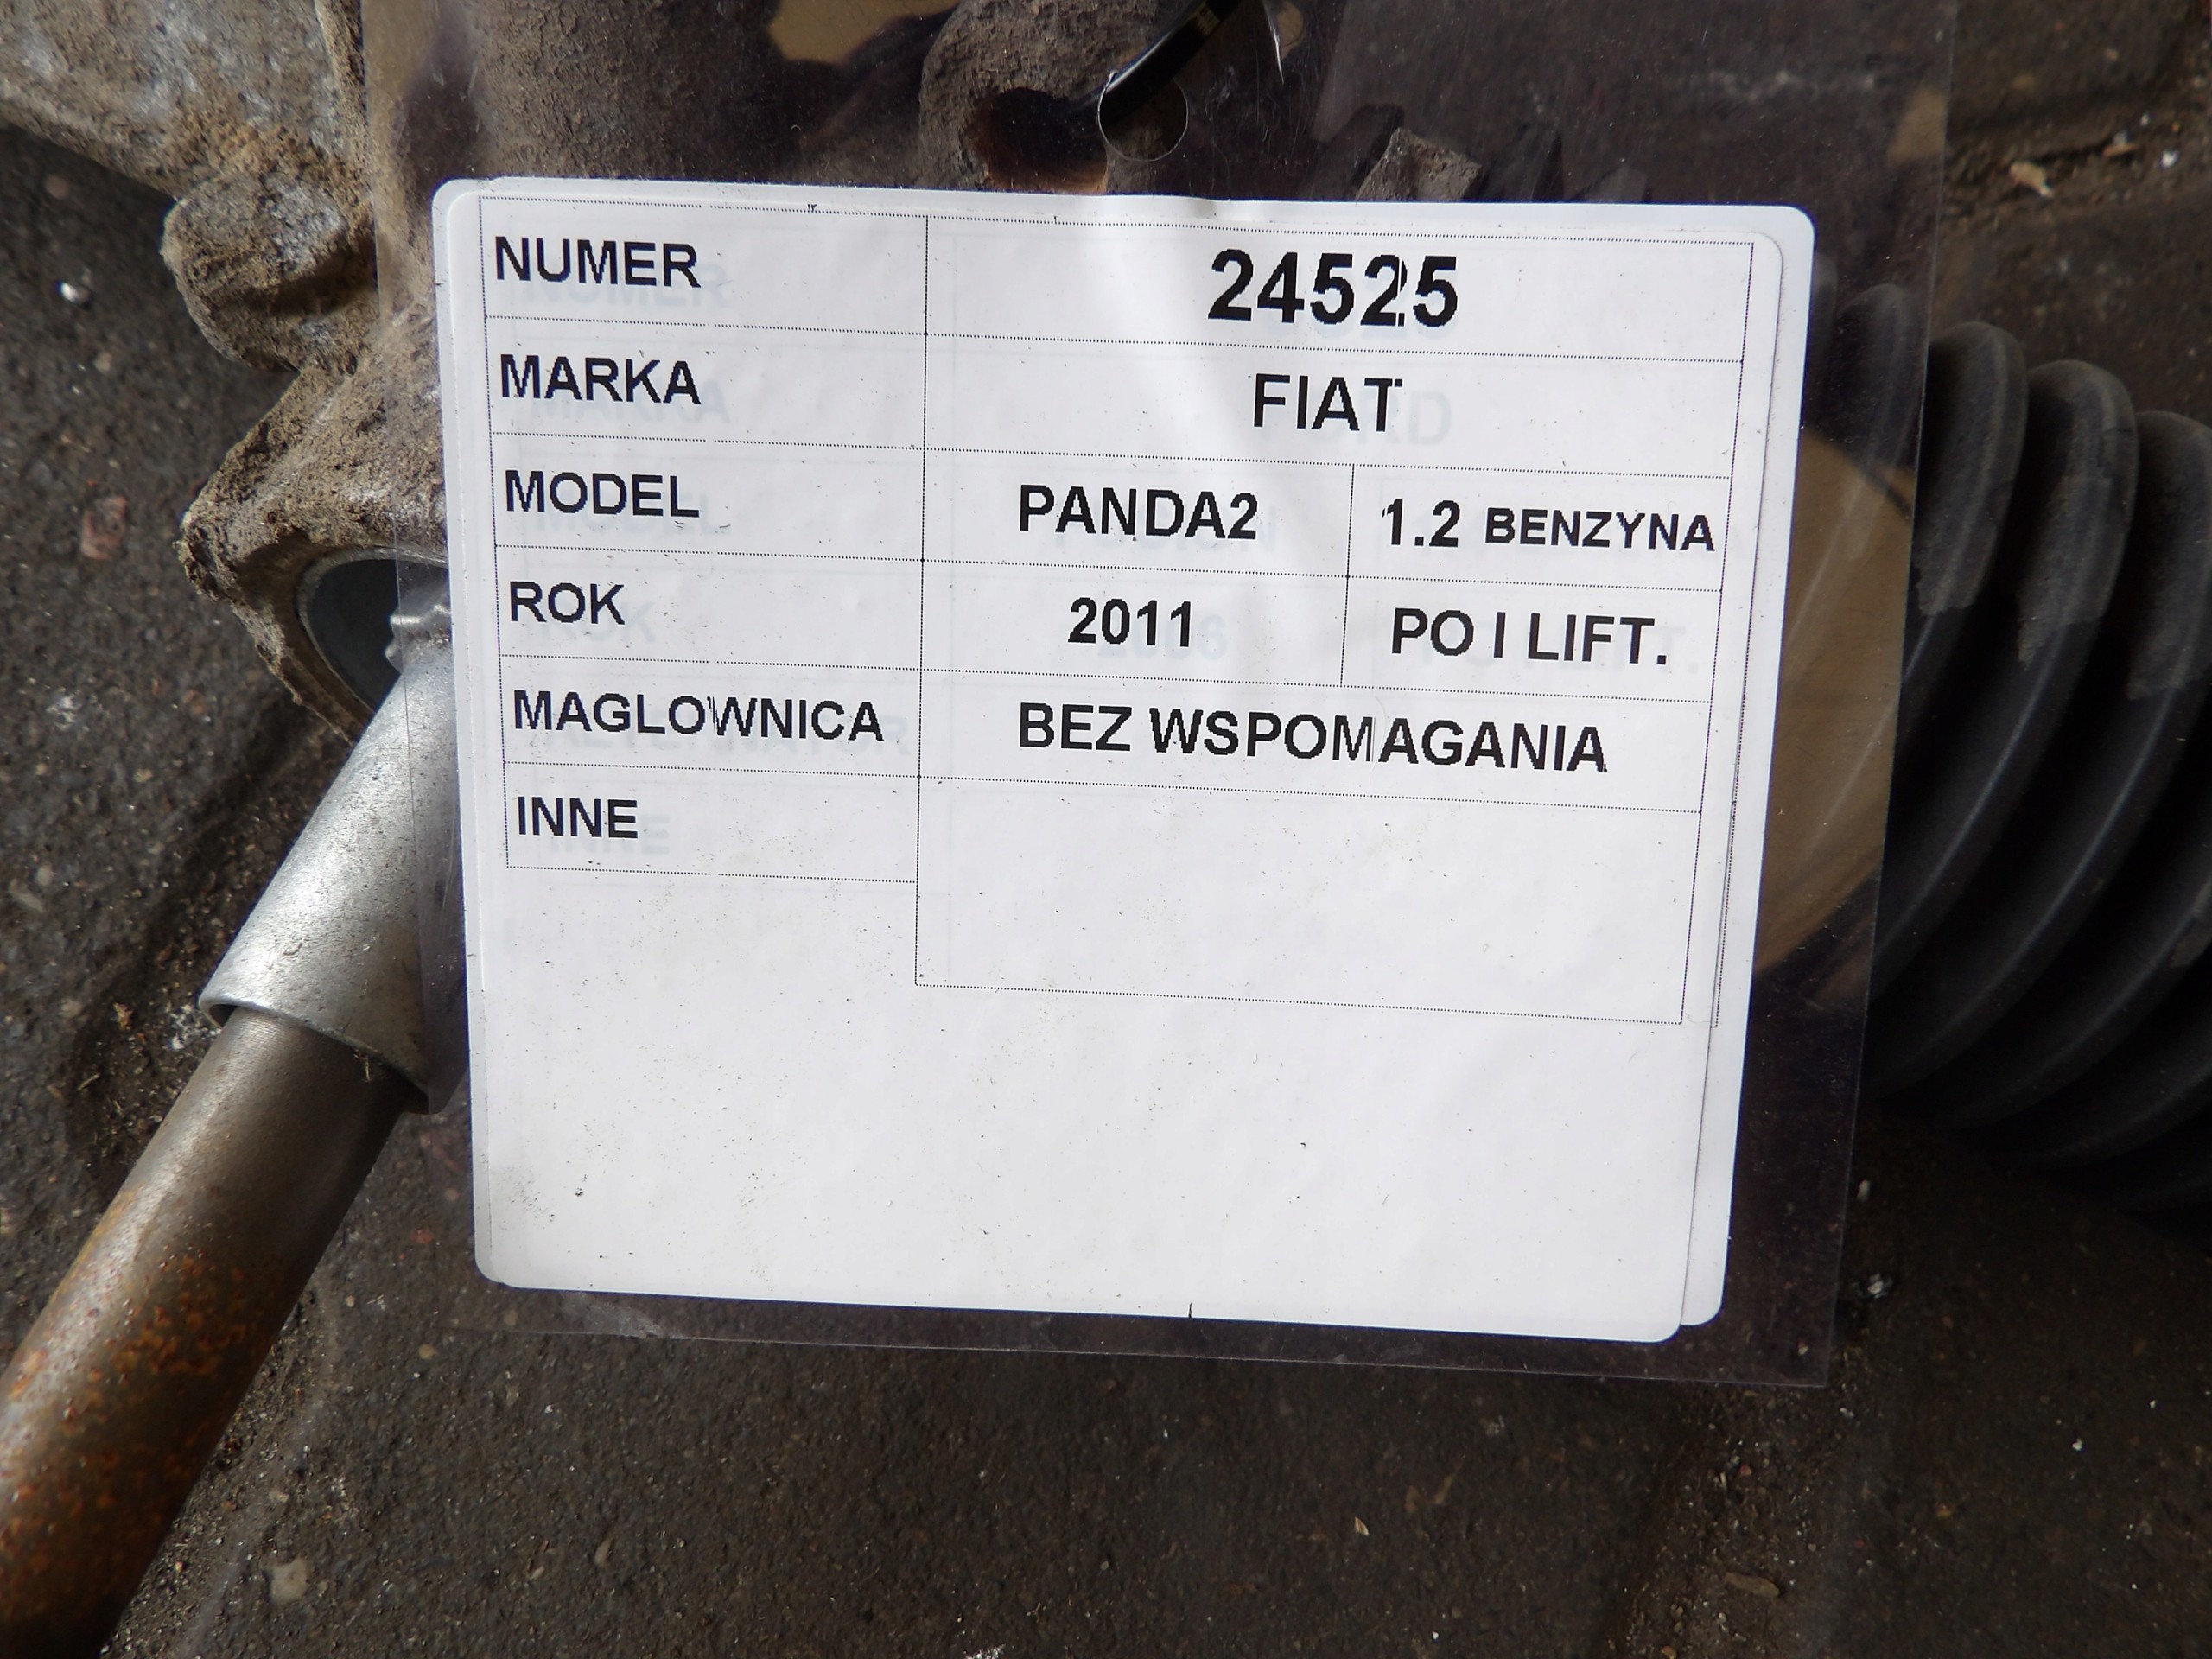 NUMER 24525
MARKA FIAT
MODEL PANDA2 1.2 BENZYNA
ROK 2011 PO I LIFT.
MAGLOWNICA BEZ WSPOMAGANIA
INNE